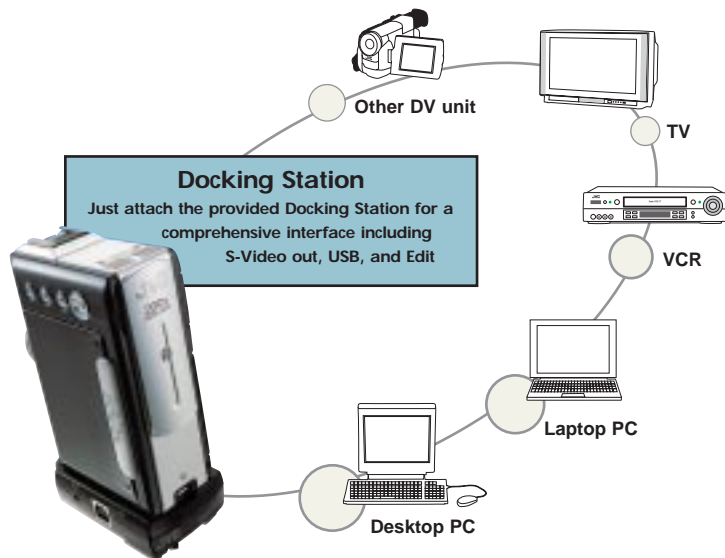 Other DV unit
TV
Docking Station
Just attach the provided Docking Station for a
comprehensive interface including
S-Video out, USB, and Edit
VCR
Laptop PC
Desktop PC